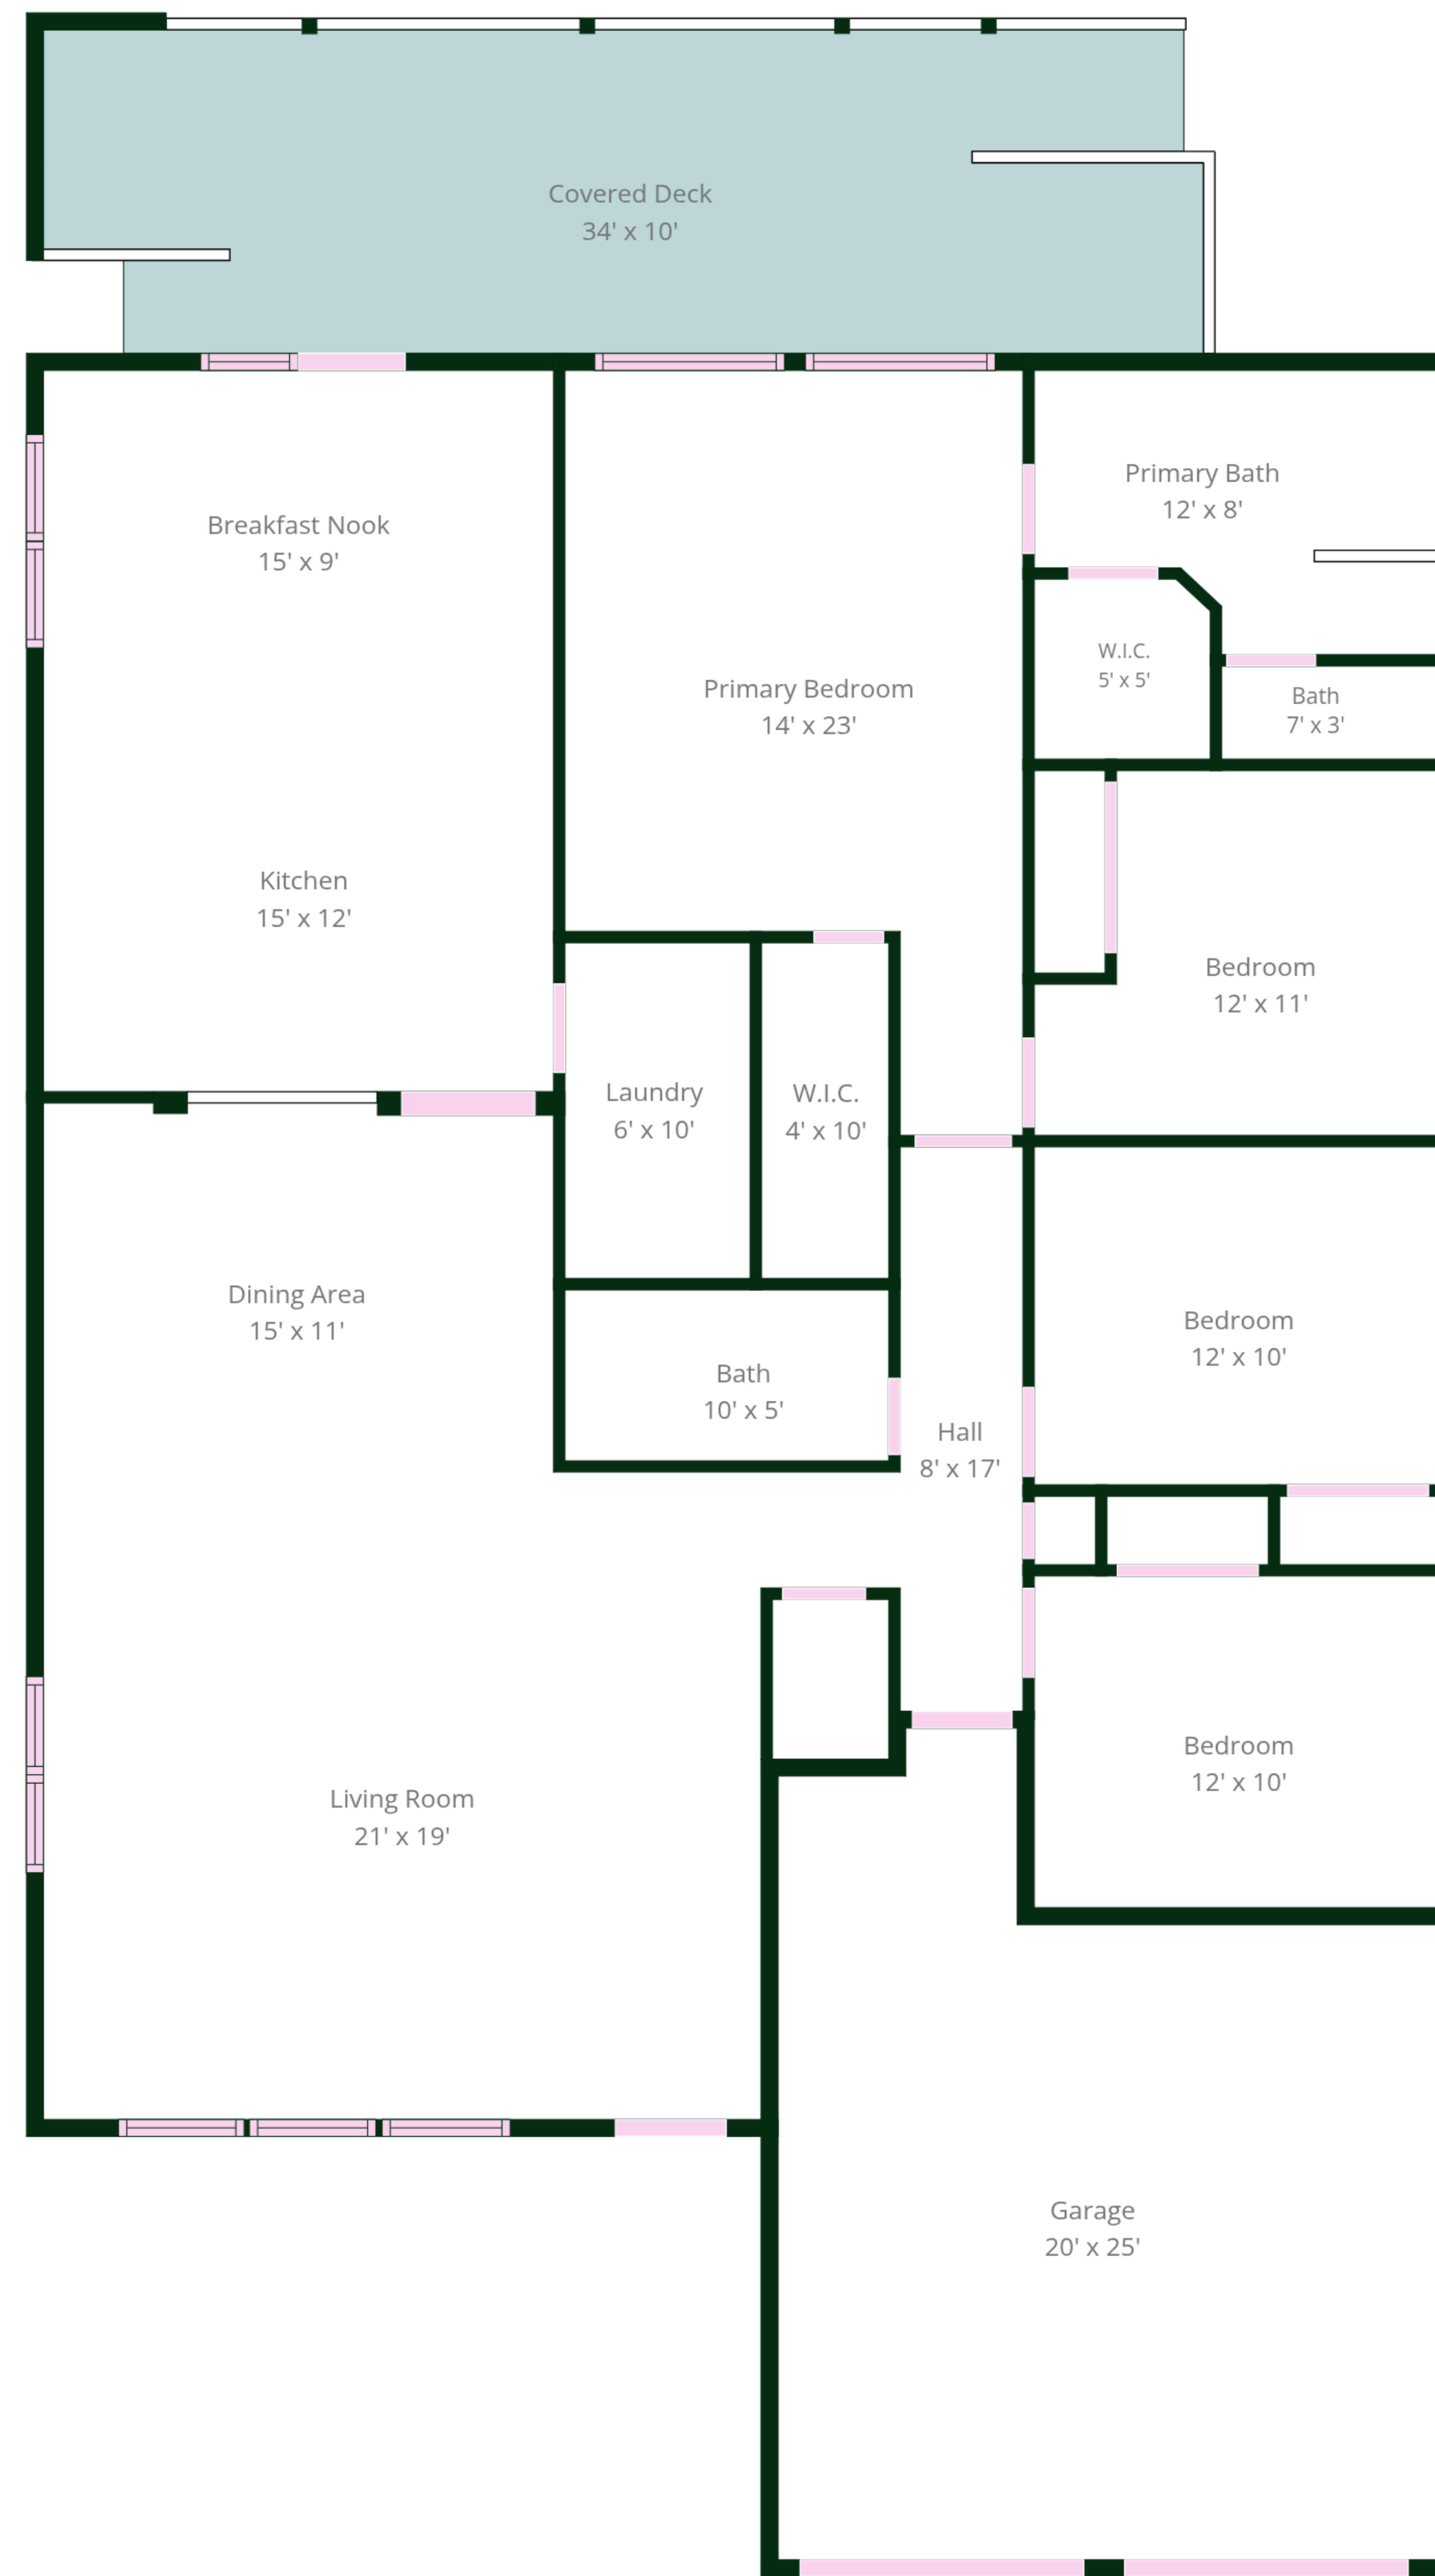 Covered Deck
34' x 10'
Primary Bath
12' x 8'
Breakfast Nook
15' x 9'
W.I.C.
5' x 5'
Primary Bedroom
14' x 23'
Bath
7' x 3'
Kitchen
15' x 12'
Bedroom
12' x 11'
Laundry
6' x 10'
W.I.C.
4' x 10'
Dining Area
15' x 11'
Bedroom
12' x 10'
Bath
10' x 5'
Hall
8' x 17'
Bedroom
12' x 10'
Living Room
21' x 19'
Garage
20' x 25'